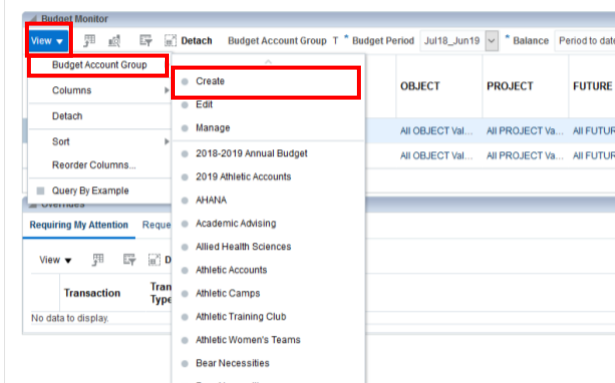 Budget Monitor
View Detach Budget Account Group T * Budget Period Jul18_Jun19 * Balance Period to date
Budget Account Group
Columns
Detach
Sort
Reorder Columns...
Query By Example
Create
Edit
Manage
2018-2019 Annual Budget
2019 Athletic Accounts
AHANA
Academic Advising
Allied Health Sciences
Athletic Accounts
Athletic Camps
Athletic Training Club
Athletic Women's Teams
Bear Necessities
OBJECT PROJECT FUTURE
All OBJECT Val... All PROJECT Va... All FUTUR
All OBJECT Val... All PROJECT Va... All FUTUR
Overrides
Requiring My Attention Reque
View D
Transaction Tran
Type
No data to display.